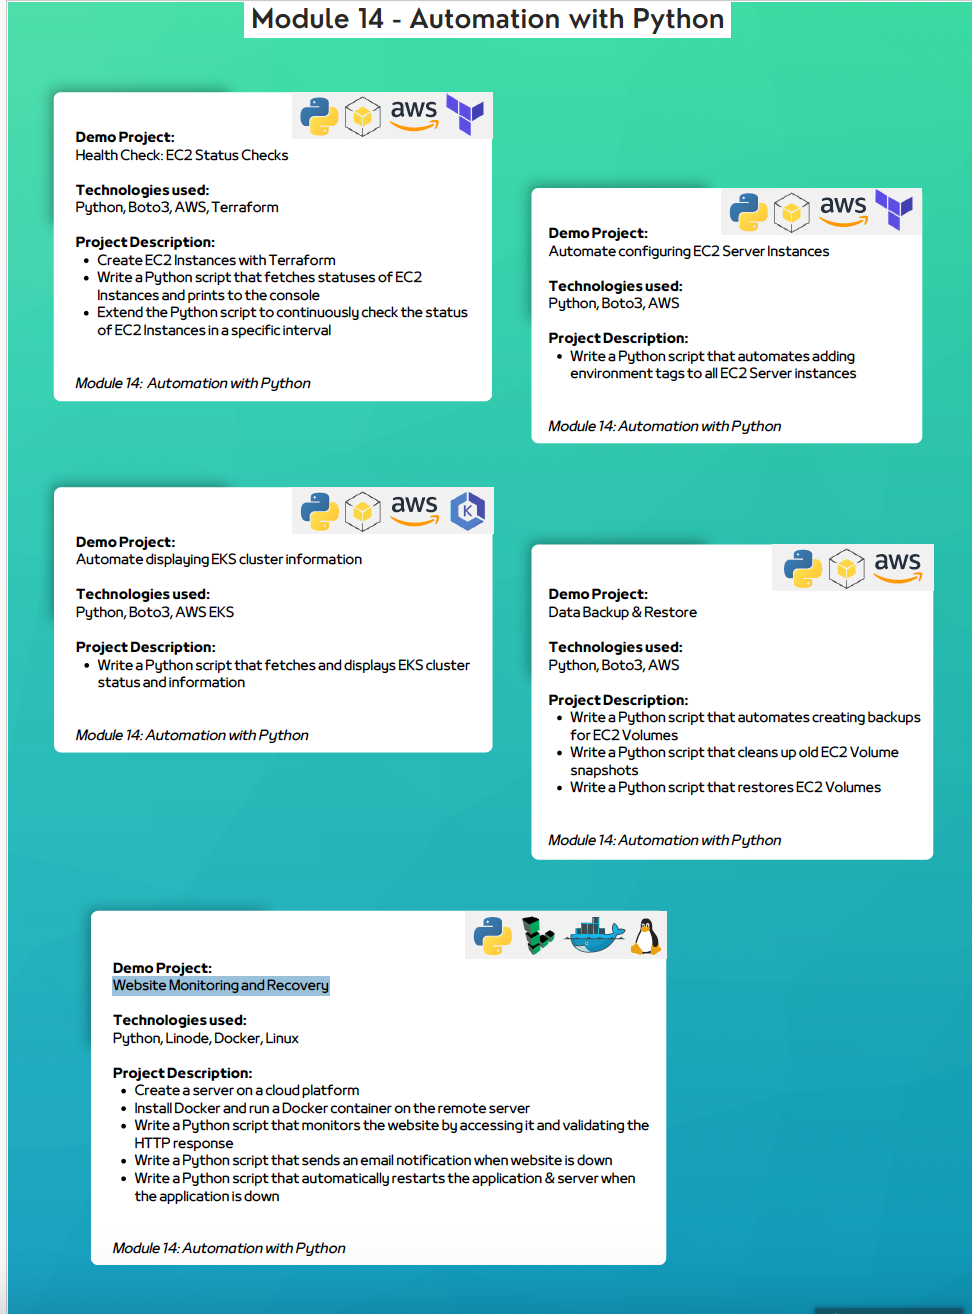 Module 14 - Automation with Python
aws
Demo Project:
Health Check: EC2 Status Checks
Technologies used:
Python, Boto3, AWS, Terraform
Project Description:
• Create EC2 Instances with Terraform
• Write a Python script that fetches statuses of EC2
Instances and prints to the console
• Extend the Python script to continuously check the status
of EC2 Instances in a specific interval
Module 14: Automation with Python
aws
Demo Project:
Automate configuring EC2 Server Instances
Technologies used:
Python, Boto3, AWS
Project Description:
• Write a Python script that automates adding
environment tags to all EC2 Server instances
Module 14: Automation with Python
aws
K
Demo Project:
Automate displaying EKS cluster information
Technologies used:
Python, Boto3, AWS EKS
Project Description:
• Write a Python script that fetches and displays EKS cluster
status and information
Module 14: Automation with Python
aws
Demo Project:
Data Backup & Restore
Technologies used:
Python, Boto3, AWS
Project Description:
• Write a Python script that automates creating backups
for EC2 Volumes
• Write a Python script that cleans up old EC2 Volume
snapshots
• Write a Python script that restores EC2 Volumes
Module 14: Automation with Python
Demo Project:
Website Monitoring and Recovery
Technologies used:
Python, Linode, Docker, Linux
Project Description:
• Create a server on a cloud platform
• Install Docker and run a Docker container on the remote server
• Write a Python script that monitors the website by accessing it and validating the
HTTP response
• Write a Python script that sends an email notification when website is down
• Write a Python script that automatically restarts the application & server when
the application is down
Module 14: Automation with Python